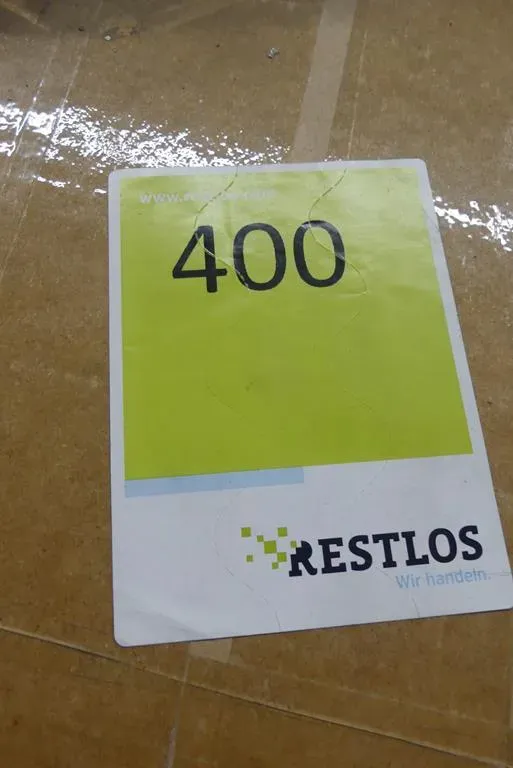 400
RESTLOS
Wir handeln.